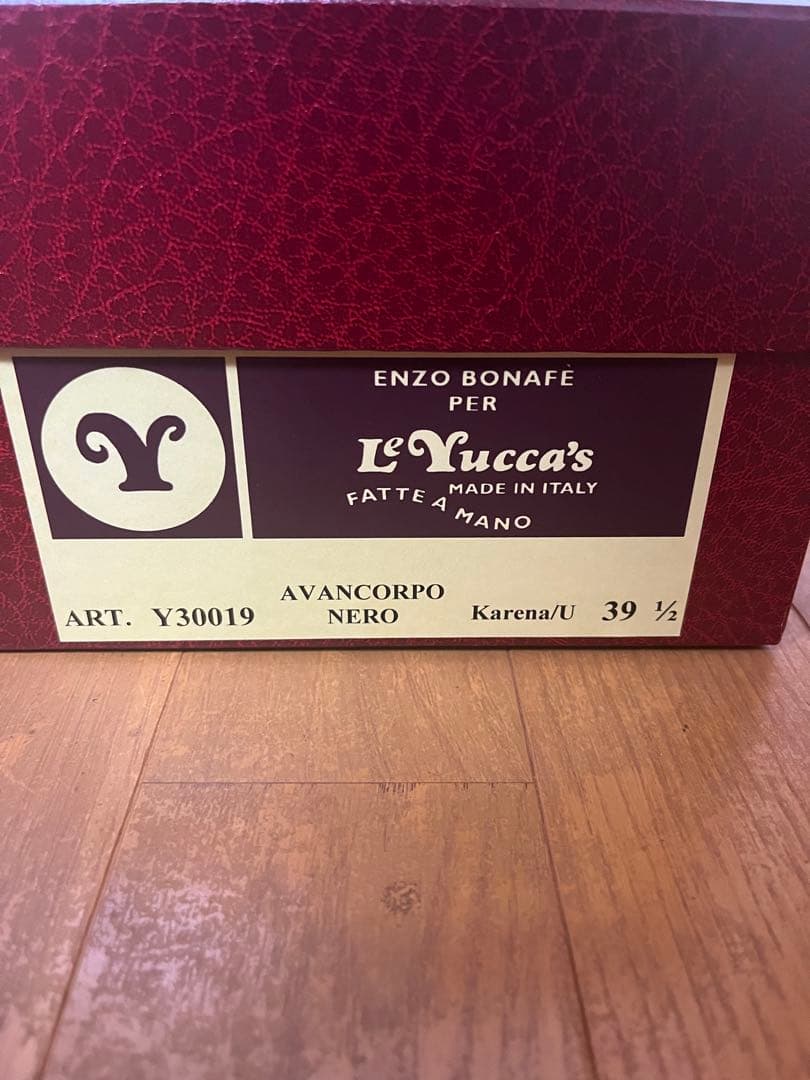 Y
ENZO BONAFÈ
PER
Le Yucca's
MADE IN ITALY
FATTE A MANO
ART. Y30019
AVANCORPO
NERO
Karena/U
39 ½